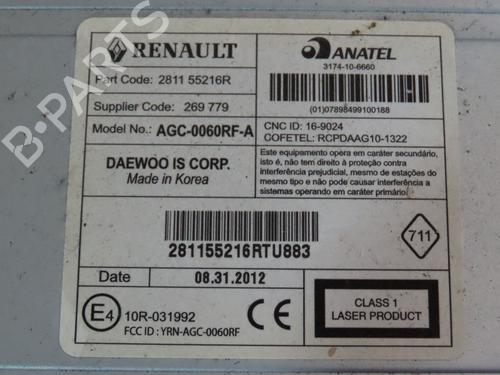 RENAULT
Part Code: 2811 55216R
Supplier Code: 269 779
Model No.: AGC-0060RF-A
DAEWOO IS CORP.
Made in Korea
ANATEL
3174-10-6660
(01)07898499100188
CNC ID: 16-9024
COFETEL: RCPDAAG10-1322
Este equipamento opera em caráter secundário,
isto é, não tem direito à proteção contra
interferência prejudicial, mesmo de estações do
mesmo tipo e não pode causar interferência a
sistemas operando em caráter primário.
281155216RTU883
711
Date 08.31.2012
E4 10R-031992
FCC ID : YRN-AGC-0060RF
CE
CLASS 1
LASER PRODUCT
B-PARTS